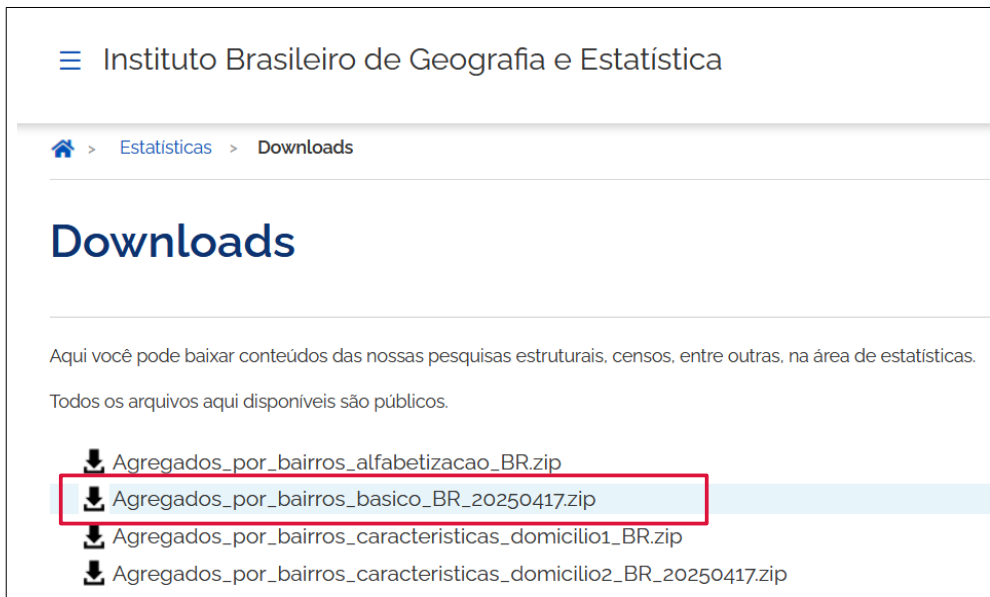 Instituto Brasileiro de Geografia e Estatística
> Estatísticas > Downloads
Downloads
Aqui você pode baixar conteúdos das nossas pesquisas estruturais, censos, entre outras, na área de estatísticas.
Todos os arquivos aqui disponíveis são públicos.
Agregados_por_bairros_alfabetizacao_BR.zip
Agregados_por_bairros_basico_BR_20250417.zip
Agregados_por_bairros_caracteristicas_domicilio1_BR.zip
Agregados_por_bairros_caracteristicas_domicilio2_BR_20250417.zip